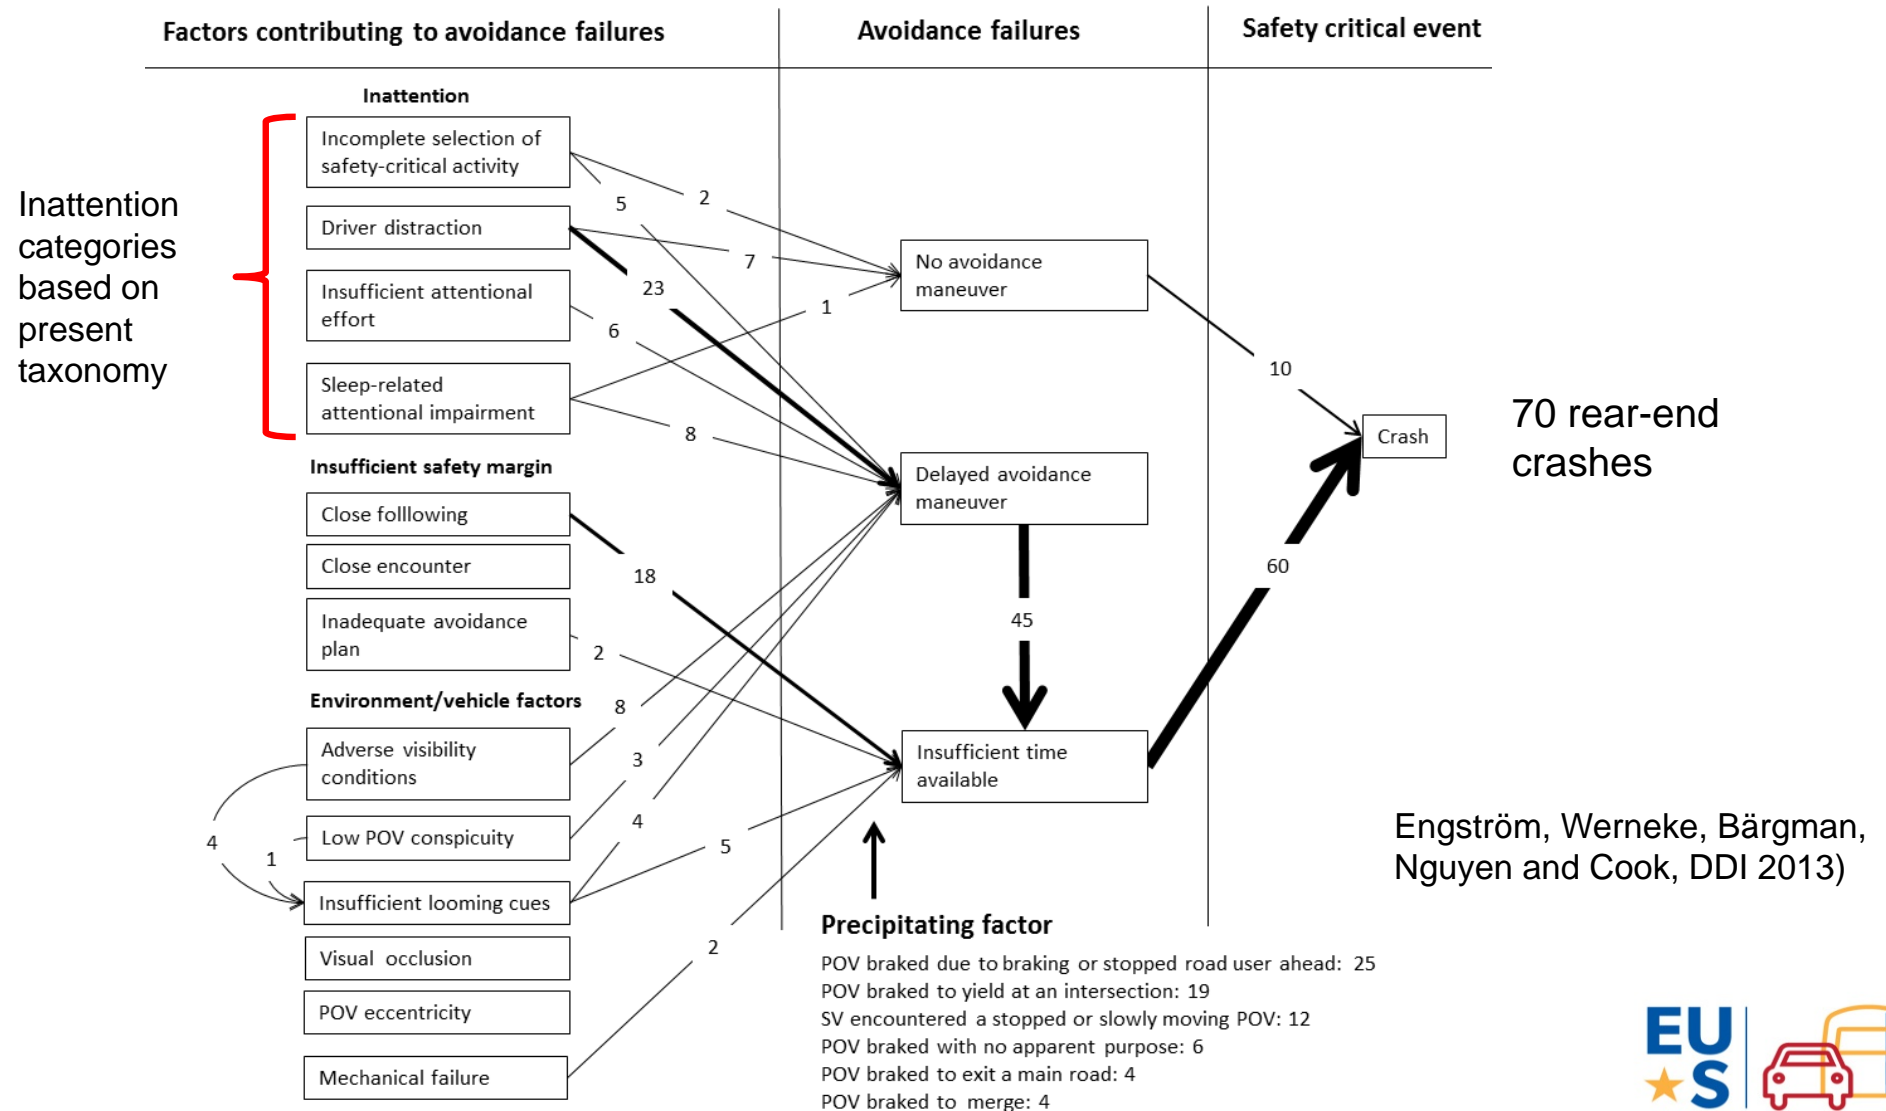 Factors contributing to avoidance failures
Avoidance failures
Safety critical event
Inattention
Incomplete selection of
safety-critical activity
Driver distraction
Insufficient attentional
effort
Sleep-related
attentional impairment
Inattention
categories
based on
present
taxonomy
Insufficient safety margin
Close folllowing
Close encounter
Inadequate avoidance
plan
Environment/vehicle factors
Adverse visibility
conditions
Low POV conspicuity
Insufficient looming cues
Visual occlusion
POV eccentricity
Mechanical failure
2
5
7
23
1
6
8
18
2
8
3
4
5
2
4
1
No avoidance
maneuver
Delayed avoidance
maneuver
45
Insufficient time
available
10
60
Crash
70 rear-end
crashes
Precipitating factor
POV braked due to braking or stopped road user ahead: 25
POV braked to yield at an intersection: 19
SV encountered a stopped or slowly moving POV: 12
POV braked with no apparent purpose: 6
POV braked to exit a main road: 4
POV braked to merge: 4
Engström, Werneke, Bärgman,
Nguyen and Cook, DDI 2013)
EU
S